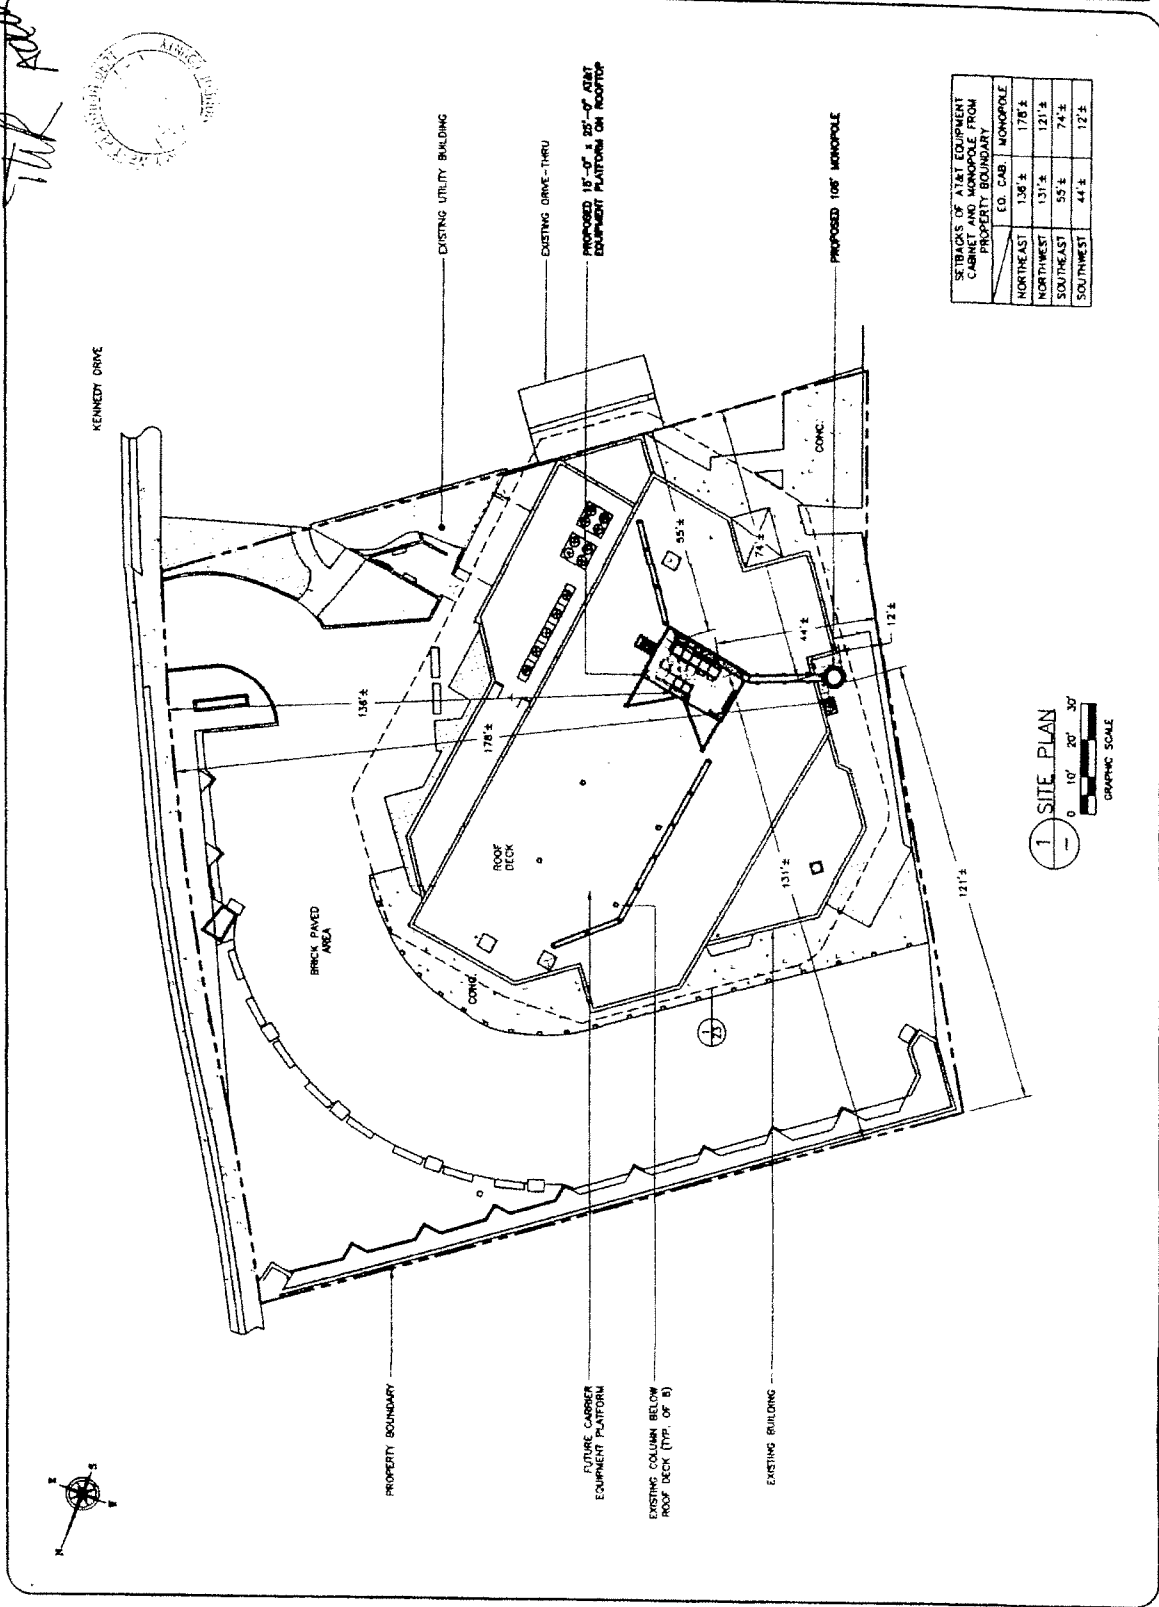 KENNEDY DRIVE
EXISTING UTILITY BUILDING
EXISTING DRIVE-THRU
PROPOSED 15'-0" x 25'-0" AT&T
EQUIPMENT PLATFORM ON ROOFTOP
PROPOSED 106' MONOPOLE
SETBACKS OF AT&T EQUIPMENT
CABINET AND MONOPOLE FROM
PROPERTY BOUNDARY
EQ. CAB. MONOPOLE
NORTHEAST 136'± 178'±
NORTHWEST 131'± 121'±
SOUTHEAST 55'± 74'±
SOUTHWEST 44'± 12'±
CONC.
55'±
74'±
44'±
12'±
136'±
178'±
ROOF
DECK
131'±
121'±
BRICK PAVED
AREA
CONC.
1
Z3
PROPERTY BOUNDARY
FUTURE CARRIER
EQUIPMENT PLATFORM
EXISTING COLUMN BELOW
ROOF DECK (TYP. OF 8)
EXISTING BUILDING
N
E
S
W
1
SITE PLAN
0 10' 20' 30'
GRAPHIC SCALE